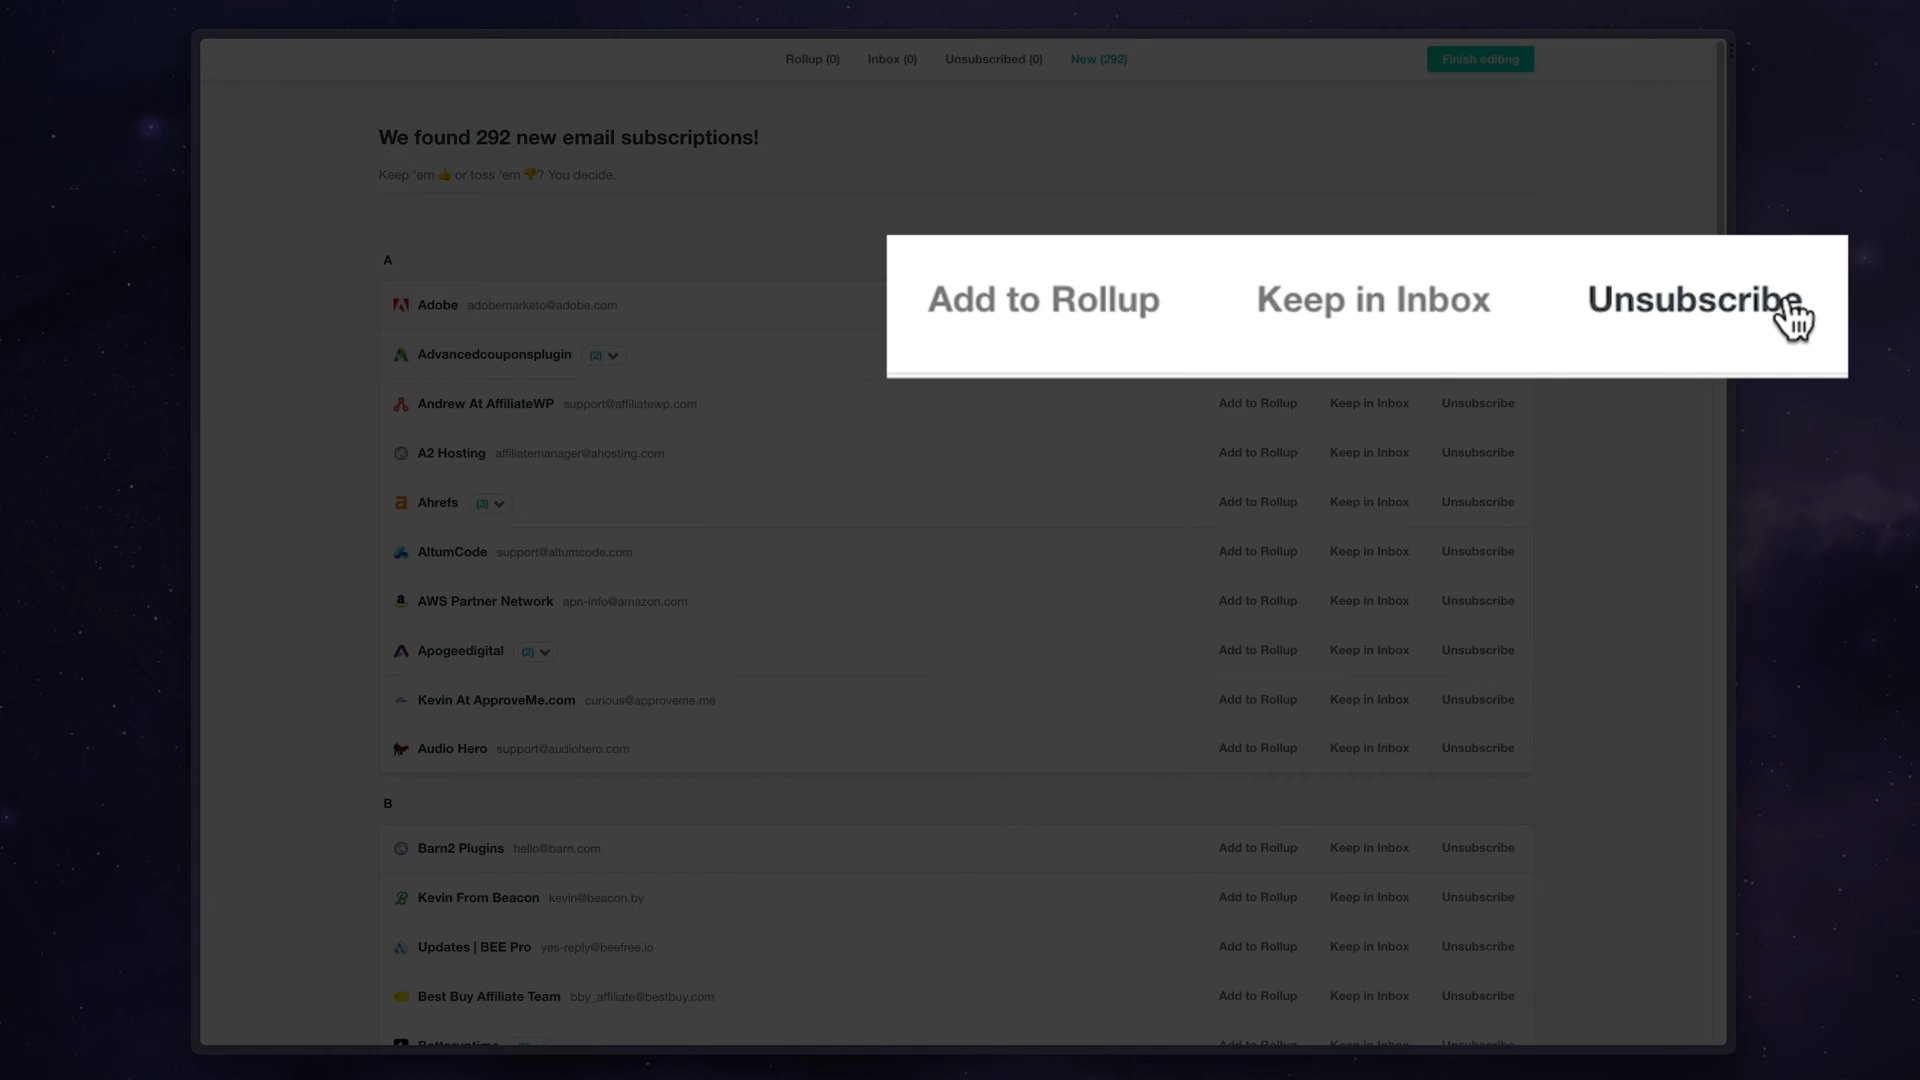 Rollup (0) Inbox (0) Unsubscribed (0) New (292) Finish editing
We found 292 new email subscriptions!
Keep 'em 👍 or toss 'em 👎? You decide.
A
Add to Rollup Keep in Inbox Unsubscribe
Adobe adobemarketo@adobe.com
Advancedcouponsplugin (2)
Andrew At AffiliateWP support@affiliatewp.com Add to Rollup Keep in Inbox Unsubscribe
A2 Hosting affiliatemanager@ahosting.com Add to Rollup Keep in Inbox Unsubscribe
Ahrefs (3) Add to Rollup Keep in Inbox Unsubscribe
AltumCode support@altumcode.com Add to Rollup Keep in Inbox Unsubscribe
AWS Partner Network apn-info@amazon.com Add to Rollup Keep in Inbox Unsubscribe
Apogeedigital (2) Add to Rollup Keep in Inbox Unsubscribe
Kevin At ApproveMe.com curious@approveme.me Add to Rollup Keep in Inbox Unsubscribe
Audio Hero support@audiohero.com Add to Rollup Keep in Inbox Unsubscribe
B
Barn2 Plugins hello@barn.com Add to Rollup Keep in Inbox Unsubscribe
Kevin From Beacon kevin@beacon.by Add to Rollup Keep in Inbox Unsubscribe
Updates | BEE Pro yes-reply@beefree.io Add to Rollup Keep in Inbox Unsubscribe
Best Buy Affiliate Team bby_affiliate@bestbuy.com Add to Rollup Keep in Inbox Unsubscribe
Add to Rollup Keep in Inbox Unsubscribe